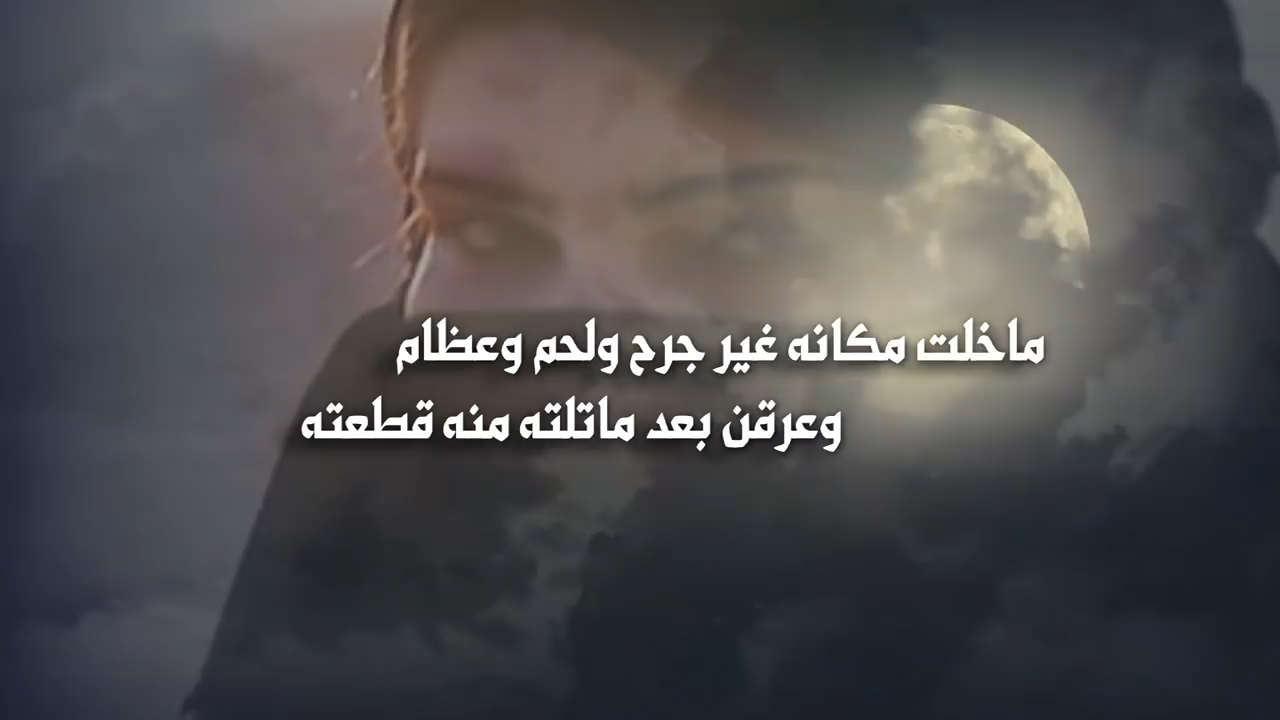 ماخلت مكانه غير جرح ولحم وعظام
وعرقن بعد ماتلته منه قطعته